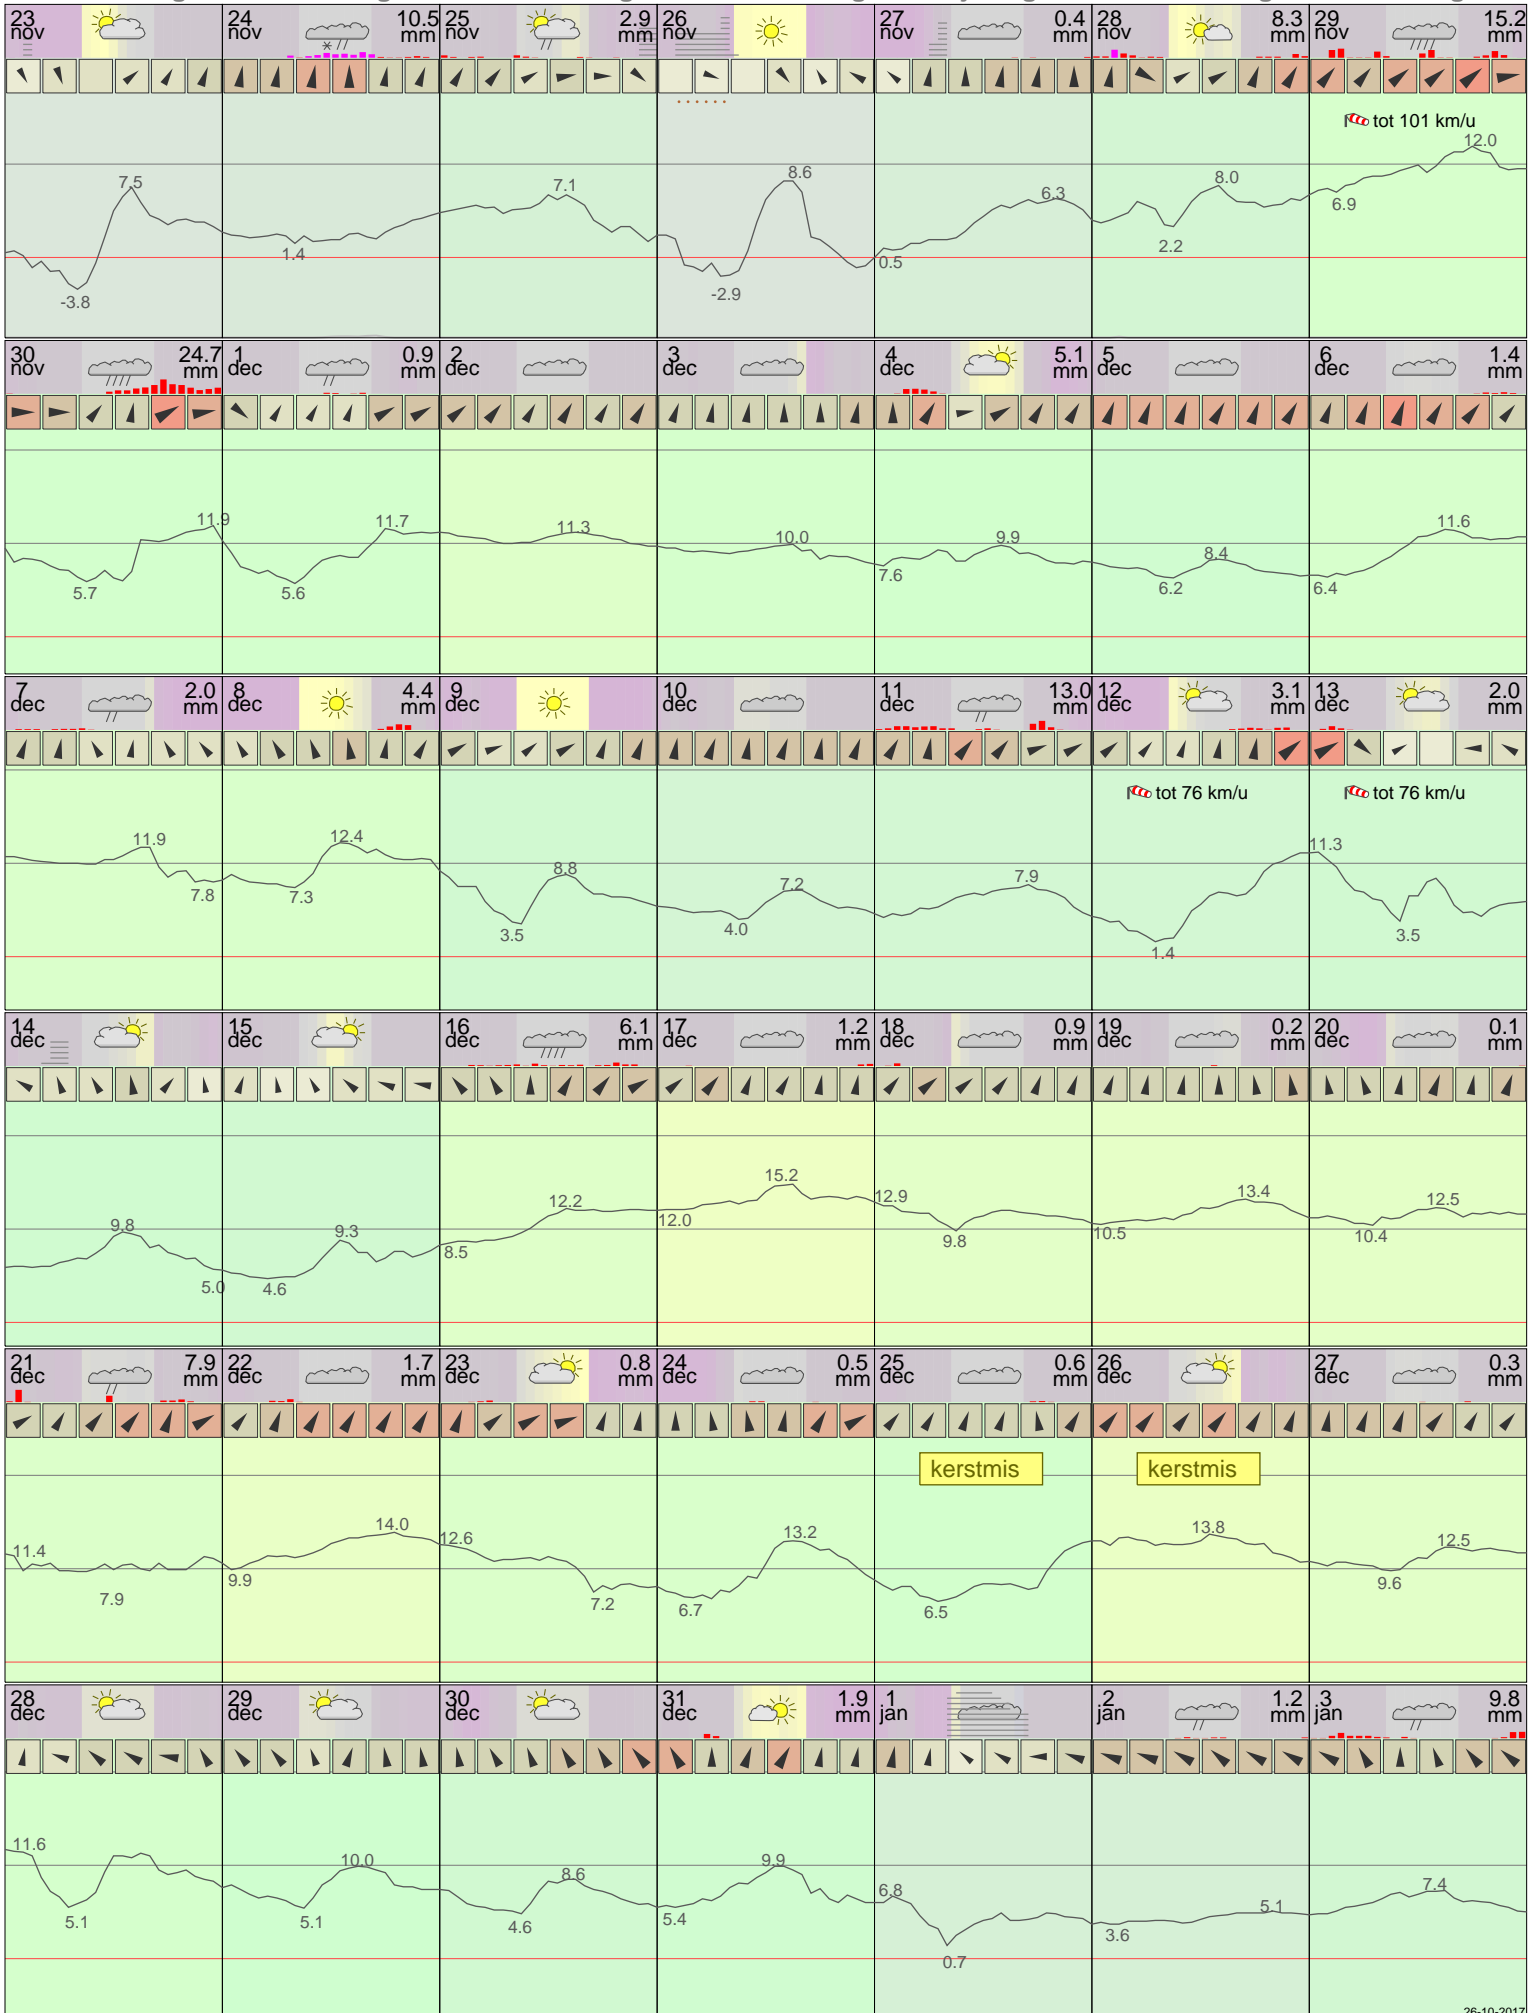 23 nov
24 nov 10.5 mm
25 nov 2.9 mm
26 nov
27 nov 0.4 mm
28 nov 8.3 mm
29 nov 15.2 mm
tot 101 km/u
7.5 -3.8
1.4
7.1
8.6 -2.9
0.5 6.3
2.2 8.0
6.9 12.0
30 nov 24.7 mm
1 dec 0.9 mm
2 dec
3 dec
4 dec 5.1 mm
5 dec
6 dec 1.4 mm
5.7 11.9
5.6 11.7
11.3
10.0
7.6 9.9
6.2 8.4
6.4 11.6
7 dec 2.0 mm
8 dec 4.4 mm
9 dec
10 dec
11 dec 13.0 mm
12 dec 3.1 mm
13 dec 2.0 mm
tot 76 km/u
tot 76 km/u
11.9 7.8
7.3 12.4
3.5 8.8
4.0 7.2
7.9
1.4
11.3 3.5
14 dec
15 dec
16 dec 6.1 mm
17 dec 1.2 mm
18 dec 0.9 mm
19 dec 0.2 mm
20 dec 0.1 mm
9.8 5.0
4.6 9.3
8.5 12.2
12.0 15.2
12.9 9.8
10.5 13.4
10.4 12.5
21 dec 7.9 mm
22 dec 1.7 mm
23 dec 0.8 mm
24 dec 0.5 mm
25 dec 0.6 mm
26 dec
27 dec 0.3 mm
kerstmis
kerstmis
11.4 7.9
9.9 14.0
12.6 7.2
6.7 13.2
6.5
13.8
9.6 12.5
28 dec
29 dec
30 dec
31 dec 1.9 mm
1 jan
2 jan 1.2 mm
3 jan 9.8 mm
11.6 5.1
5.1 10.0
4.6 8.6
5.4 9.9
6.8 0.7
3.6 5.1
7.4
26-10-2017